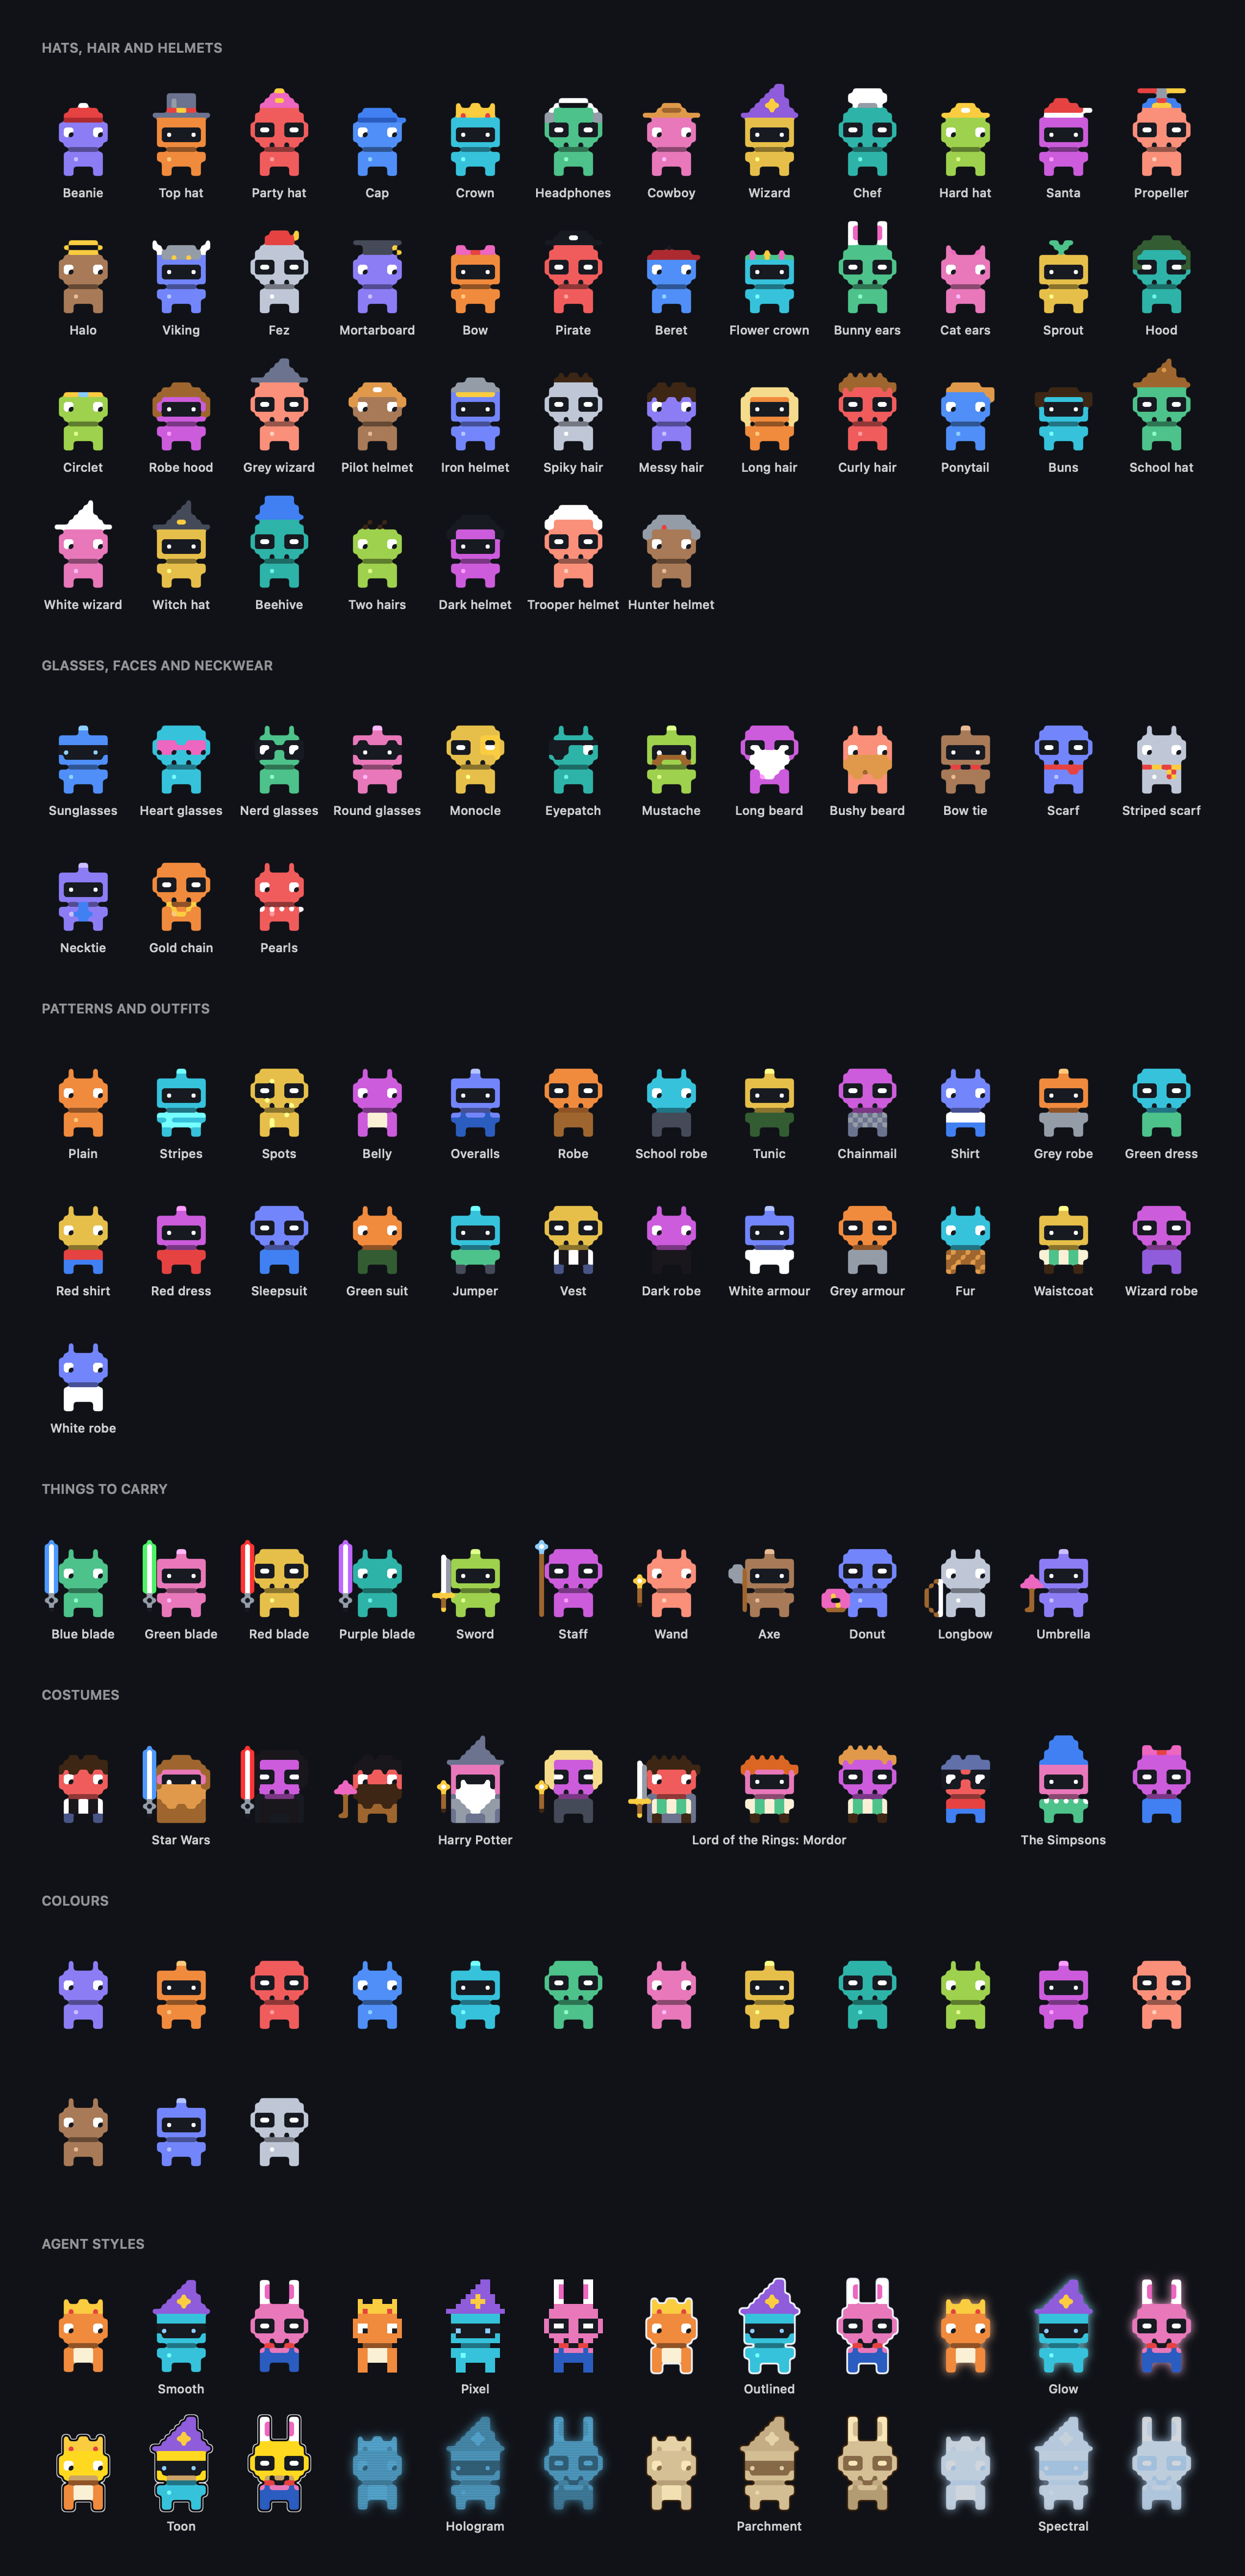 HATS, HAIR AND HELMETS
Beanie Top hat Party hat Cap Crown Headphones Cowboy Wizard Chef Hard hat Santa Propeller
Halo Viking Fez Mortarboard Bow Pirate Beret Flower crown Bunny ears Cat ears Sprout Hood
Circlet Robe hood Grey wizard Pilot helmet Iron helmet Spiky hair Messy hair Long hair Curly hair Ponytail Buns School hat
White wizard Witch hat Beehive Two hairs Dark helmet Trooper helmet Hunter helmet
GLASSES, FACES AND NECKWEAR
Sunglasses Heart glasses Nerd glasses Round glasses Monocle Eyepatch Mustache Long beard Bushy beard Bow tie Scarf Striped scarf
Necktie Gold chain Pearls
PATTERNS AND OUTFITS
Plain Stripes Spots Belly Overalls Robe School robe Tunic Chainmail Shirt Grey robe Green dress
Red shirt Red dress Sleepsuit Green suit Jumper Vest Dark robe White armour Grey armour Fur Waistcoat Wizard robe
White robe
THINGS TO CARRY
Blue blade Green blade Red blade Purple blade Sword Staff Wand Axe Donut Longbow Umbrella
COSTUMES
Star Wars Harry Potter Lord of the Rings: Mordor The Simpsons
COLOURS
AGENT STYLES
Smooth Pixel Outlined Glow
Toon Hologram Parchment Spectral